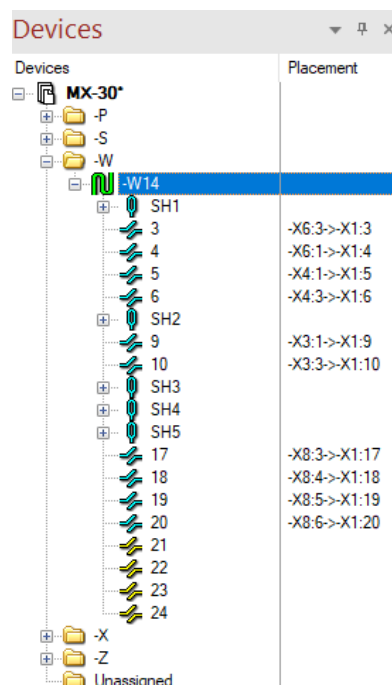 Devices
Devices Placement
MX-30*
-P
-S
-W
-W14
SH1
3 -X6:3->-X1:3
4 -X6:1->-X1:4
5 -X4:1->-X1:5
6 -X4:3->-X1:6
SH2
9 -X3:1->-X1:9
10 -X3:3->-X1:10
SH3
SH4
SH5
17 -X8:3->-X1:17
18 -X8:4->-X1:18
19 -X8:5->-X1:19
20 -X8:6->-X1:20
21
22
23
24
-X
-Z
Unassigned